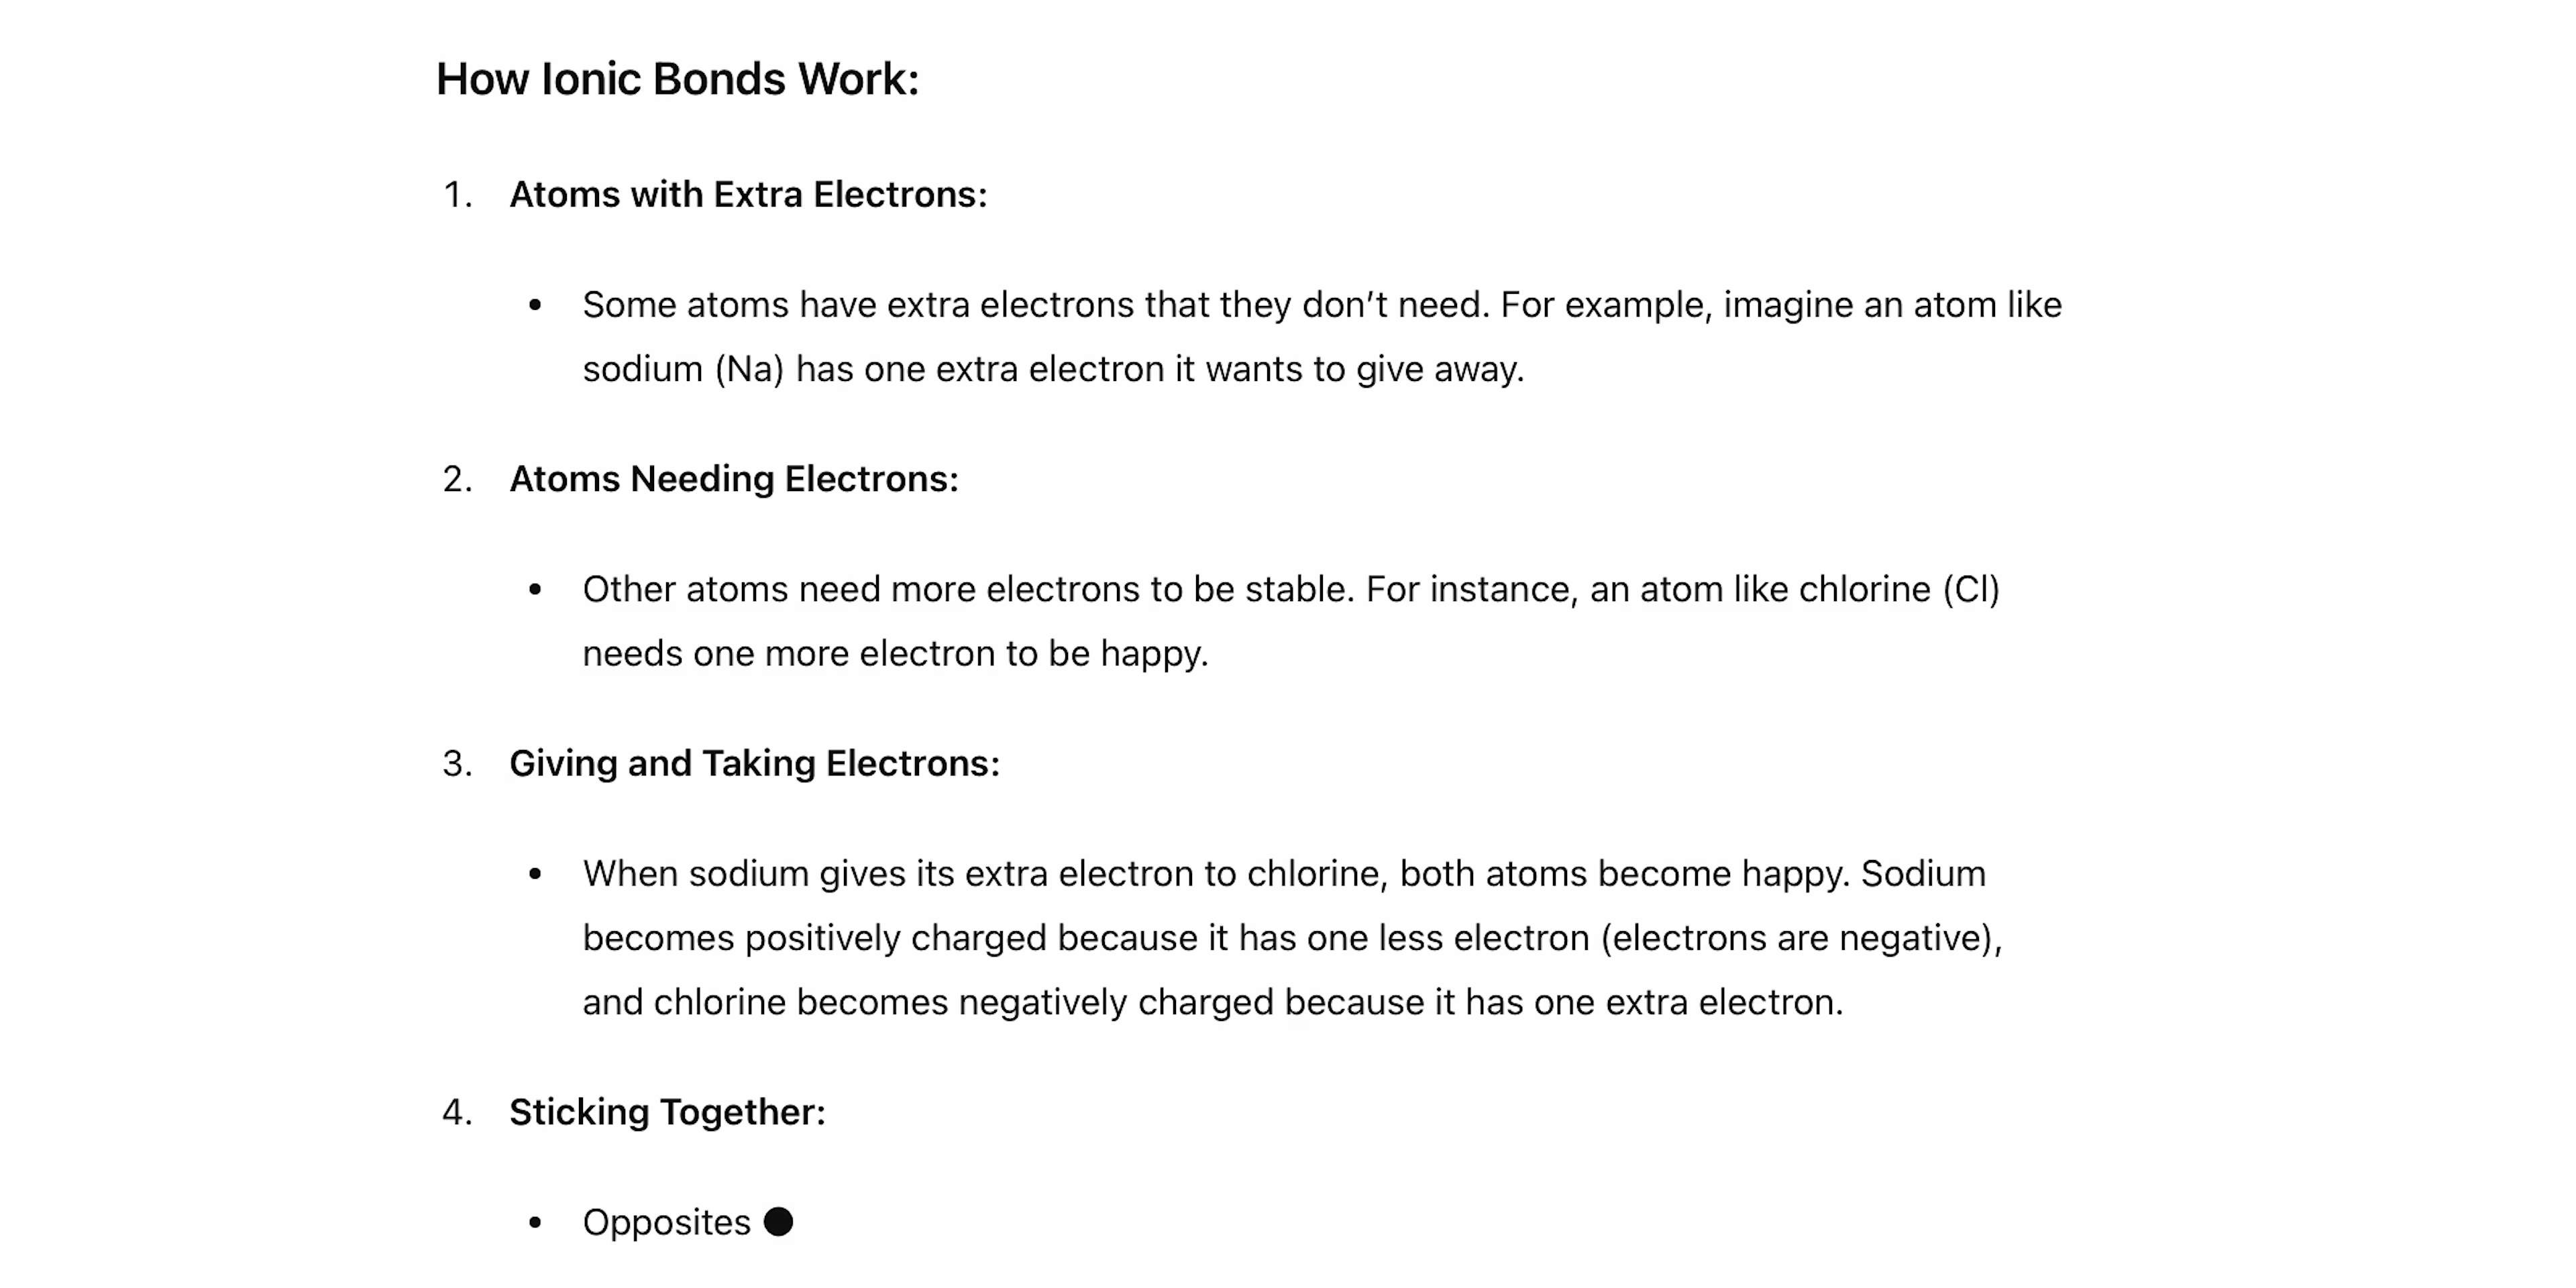 How Ionic Bonds Work:
1. Atoms with Extra Electrons:
• Some atoms have extra electrons that they don’t need. For example, imagine an atom like
sodium (Na) has one extra electron it wants to give away.
2. Atoms Needing Electrons:
• Other atoms need more electrons to be stable. For instance, an atom like chlorine (Cl)
needs one more electron to be happy.
3. Giving and Taking Electrons:
• When sodium gives its extra electron to chlorine, both atoms become happy. Sodium
becomes positively charged because it has one less electron (electrons are negative),
and chlorine becomes negatively charged because it has one extra electron.
4. Sticking Together:
• Opposites